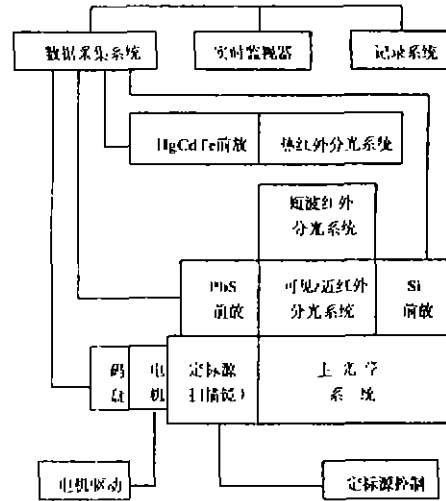 数据采集系统
实时监视器
记录系统
HgCdTe前放
热红外分光系统
短波红外
分光系统
PbS
前放
可见/近红外
分光系统
Si
前放
码
盘
电
机
定标源
扫描镜)
主光学
系统
电机驱动
定标源控制